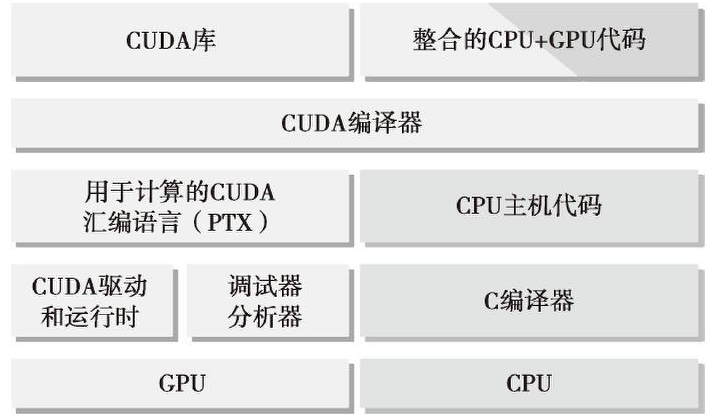 CUDA库
整合的CPU+GPU代码
CUDA编译器
用于计算的CUDA
汇编语言（PTX）
CPU主机代码
CUDA驱动
和运行时
调试器
分析器
C编译器
GPU
CPU